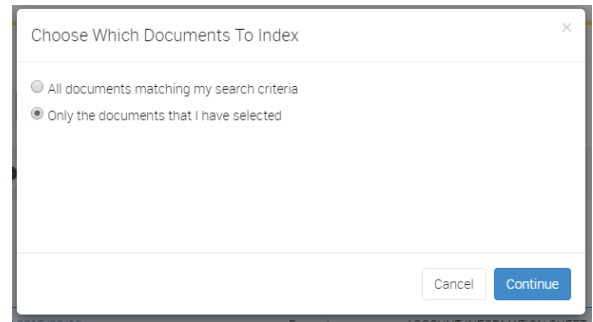 Choose Which Documents To Index
×
All documents matching my search criteria
Only the documents that I have selected
Cancel
Continue